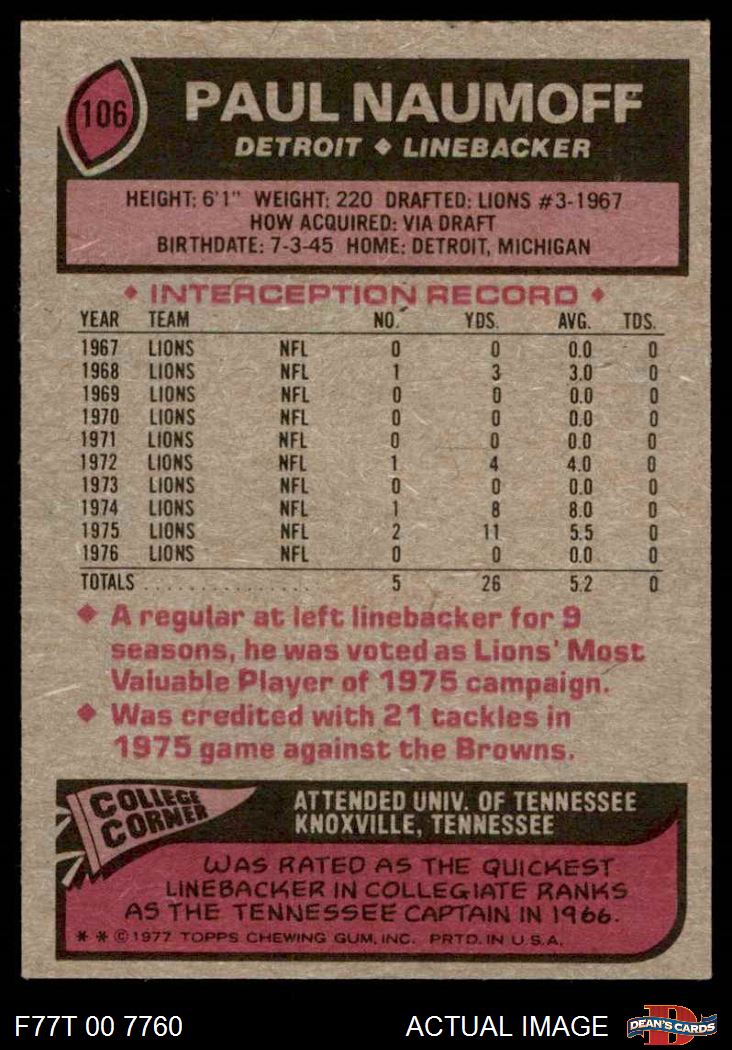 106
PAUL NAUMOFF
DETROIT ◆ LINEBACKER
HEIGHT: 6'1" WEIGHT: 220 DRAFTED: LIONS #3-1967
HOW ACQUIRED: VIA DRAFT
BIRTHDATE: 7-3-45 HOME: DETROIT, MICHIGAN
◆ INTERCEPTION RECORD ◆
YEAR TEAM NO. YDS. AVG. TDS.
1967 LIONS NFL 0 0 0.0 0
1968 LIONS NFL 1 3 3.0 0
1969 LIONS NFL 0 0 0.0 0
1970 LIONS NFL 0 0 0.0 0
1971 LIONS NFL 0 0 0.0 0
1972 LIONS NFL 1 4 4.0 0
1973 LIONS NFL 0 0 0.0 0
1974 LIONS NFL 1 8 8.0 0
1975 LIONS NFL 2 11 5.5 0
1976 LIONS NFL 0 0 0.0 0
TOTALS . . . . . . . . . . . . . . . . 5 26 5.2 0
◆ A regular at left linebacker for 9
seasons, he was voted as Lions' Most
Valuable Player of 1975 campaign.
◆ Was credited with 21 tackles in
1975 game against the Browns.
COLLEGE
CORNER
ATTENDED UNIV. OF TENNESSEE
KNOXVILLE, TENNESSEE
WAS RATED AS THE QUICKEST
LINEBACKER IN COLLEGIATE RANKS
AS THE TENNESSEE CAPTAIN IN 1966.
* * © 1977 TOPPS CHEWING GUM, INC. PRTD. IN U.S.A.
F77T 00 7760
ACTUAL IMAGE
D
DEAN'S CARDS